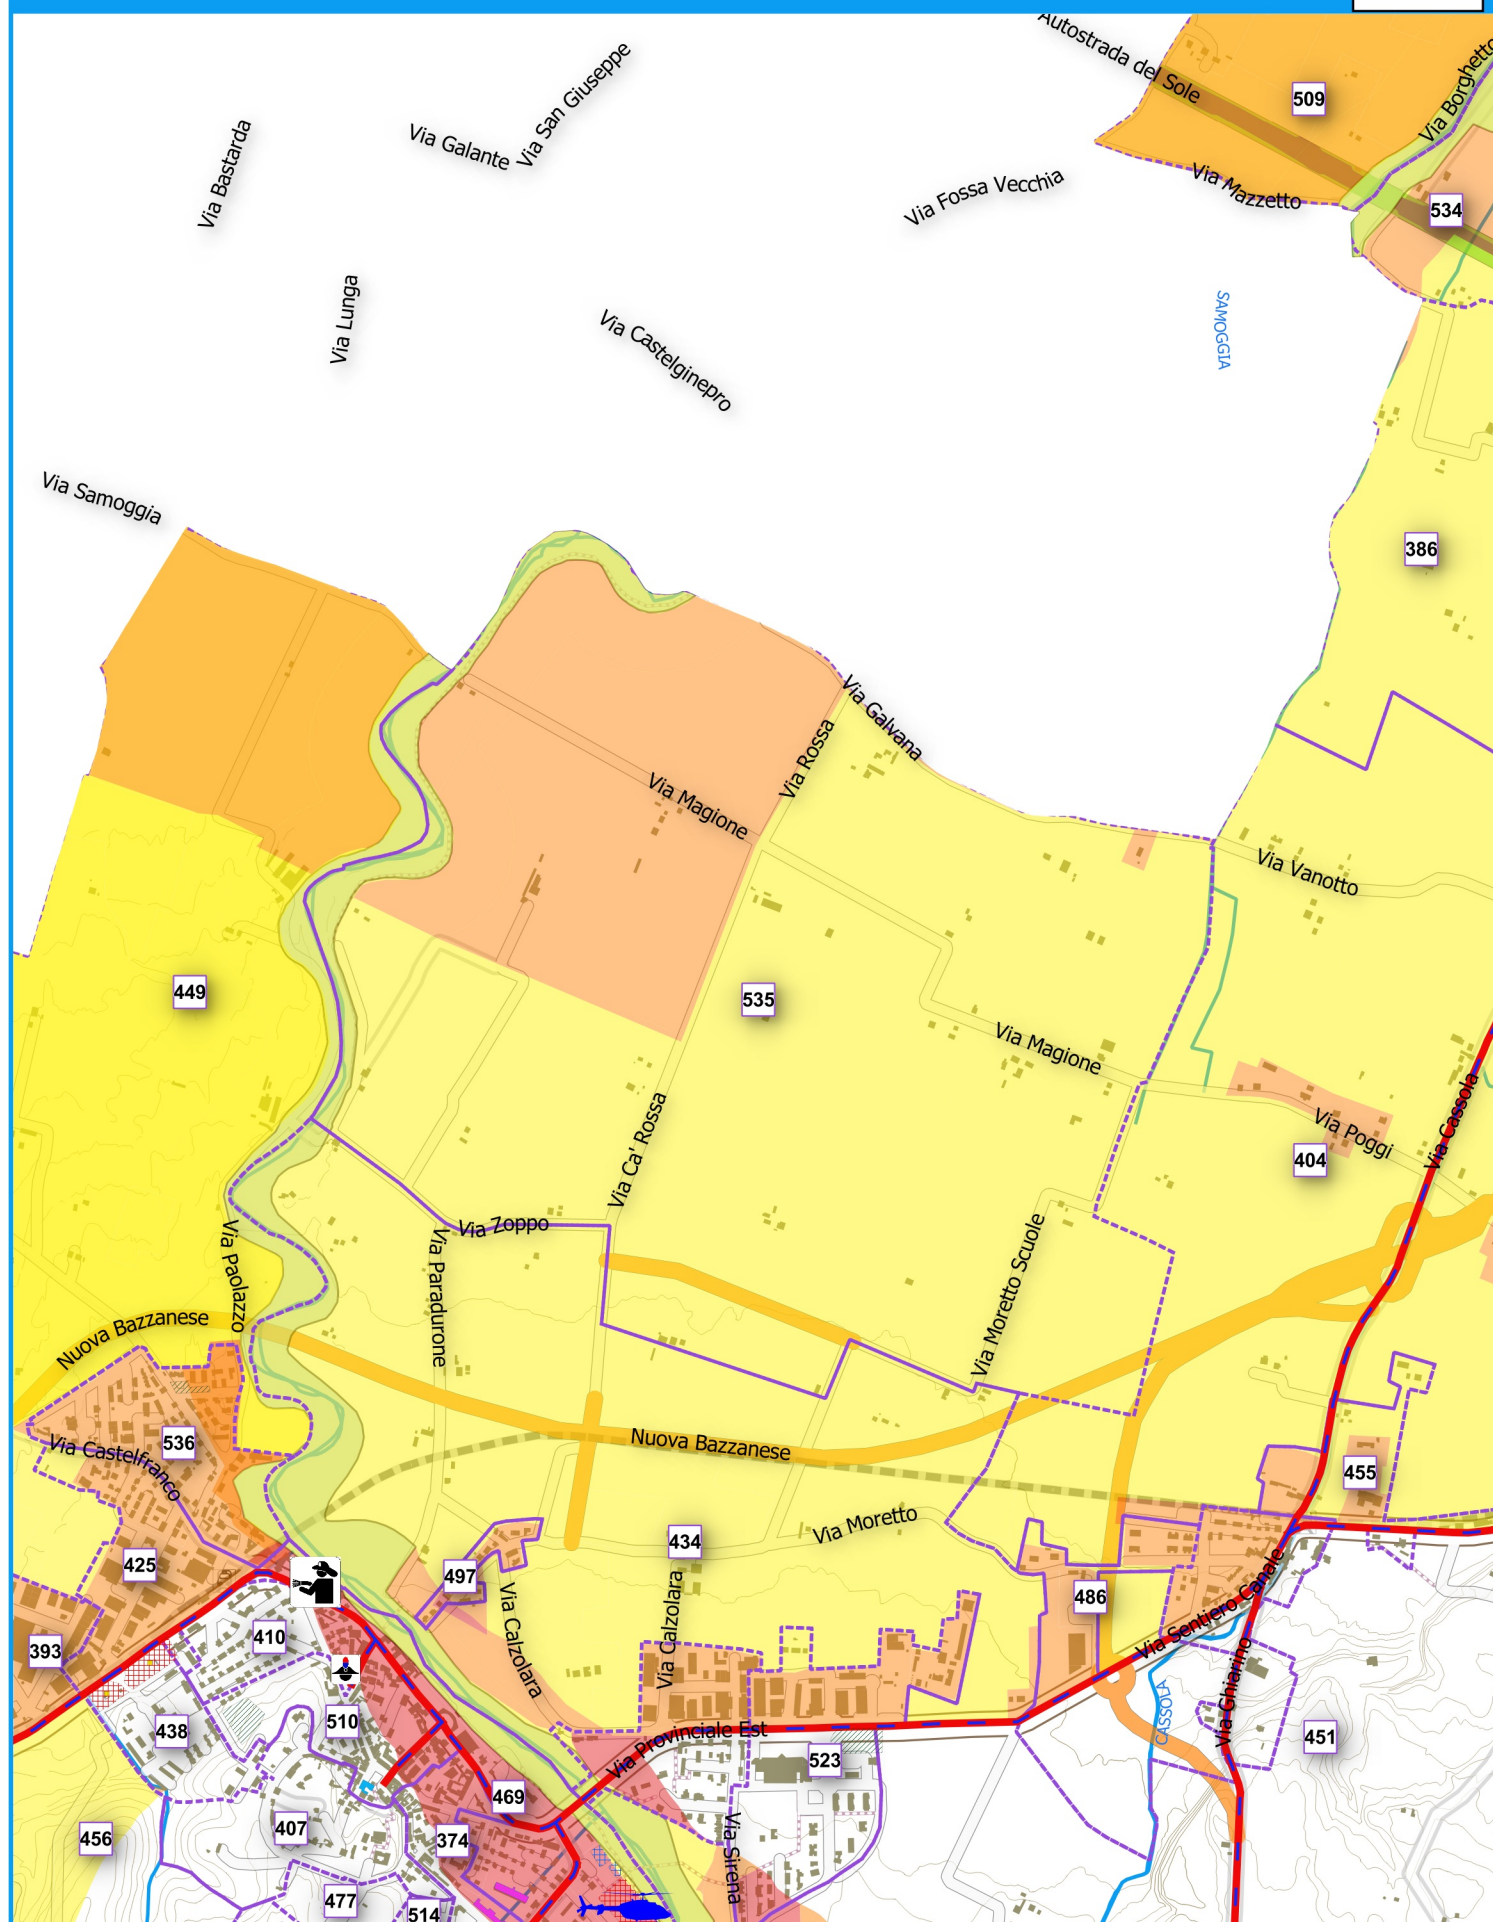 Autostrada del Sole
509
Via Borghetto
Via San Giuseppe
Via Galante
Via Bastarda
Via Fossa Vecchia
Via Mazzetto
534
SAMOGGIA
Via Lunga
Via Castelginepro
Via Samoggia
386
Via Galvana
Via Rossa
Via Magione
Via Vanotto
449
535
Via Magione
Via Ca' Rossa
Via Poggi
Via Cassola
404
Via Zoppo
Via Paolazzo
Via Paradurone
Via Moretto Scuole
Nuova Bazzanese
536
Via Castelfranco
Nuova Bazzanese
455
Via Moretto
434
425
497
486
Via Calzolara
Via Calzolara
Via Sentiero Canale
410
393
Via Ghiarino
CASSOLA
510
438
Via Provinciale Est
451
523
469
407
374
456
Via Sirena
477
514